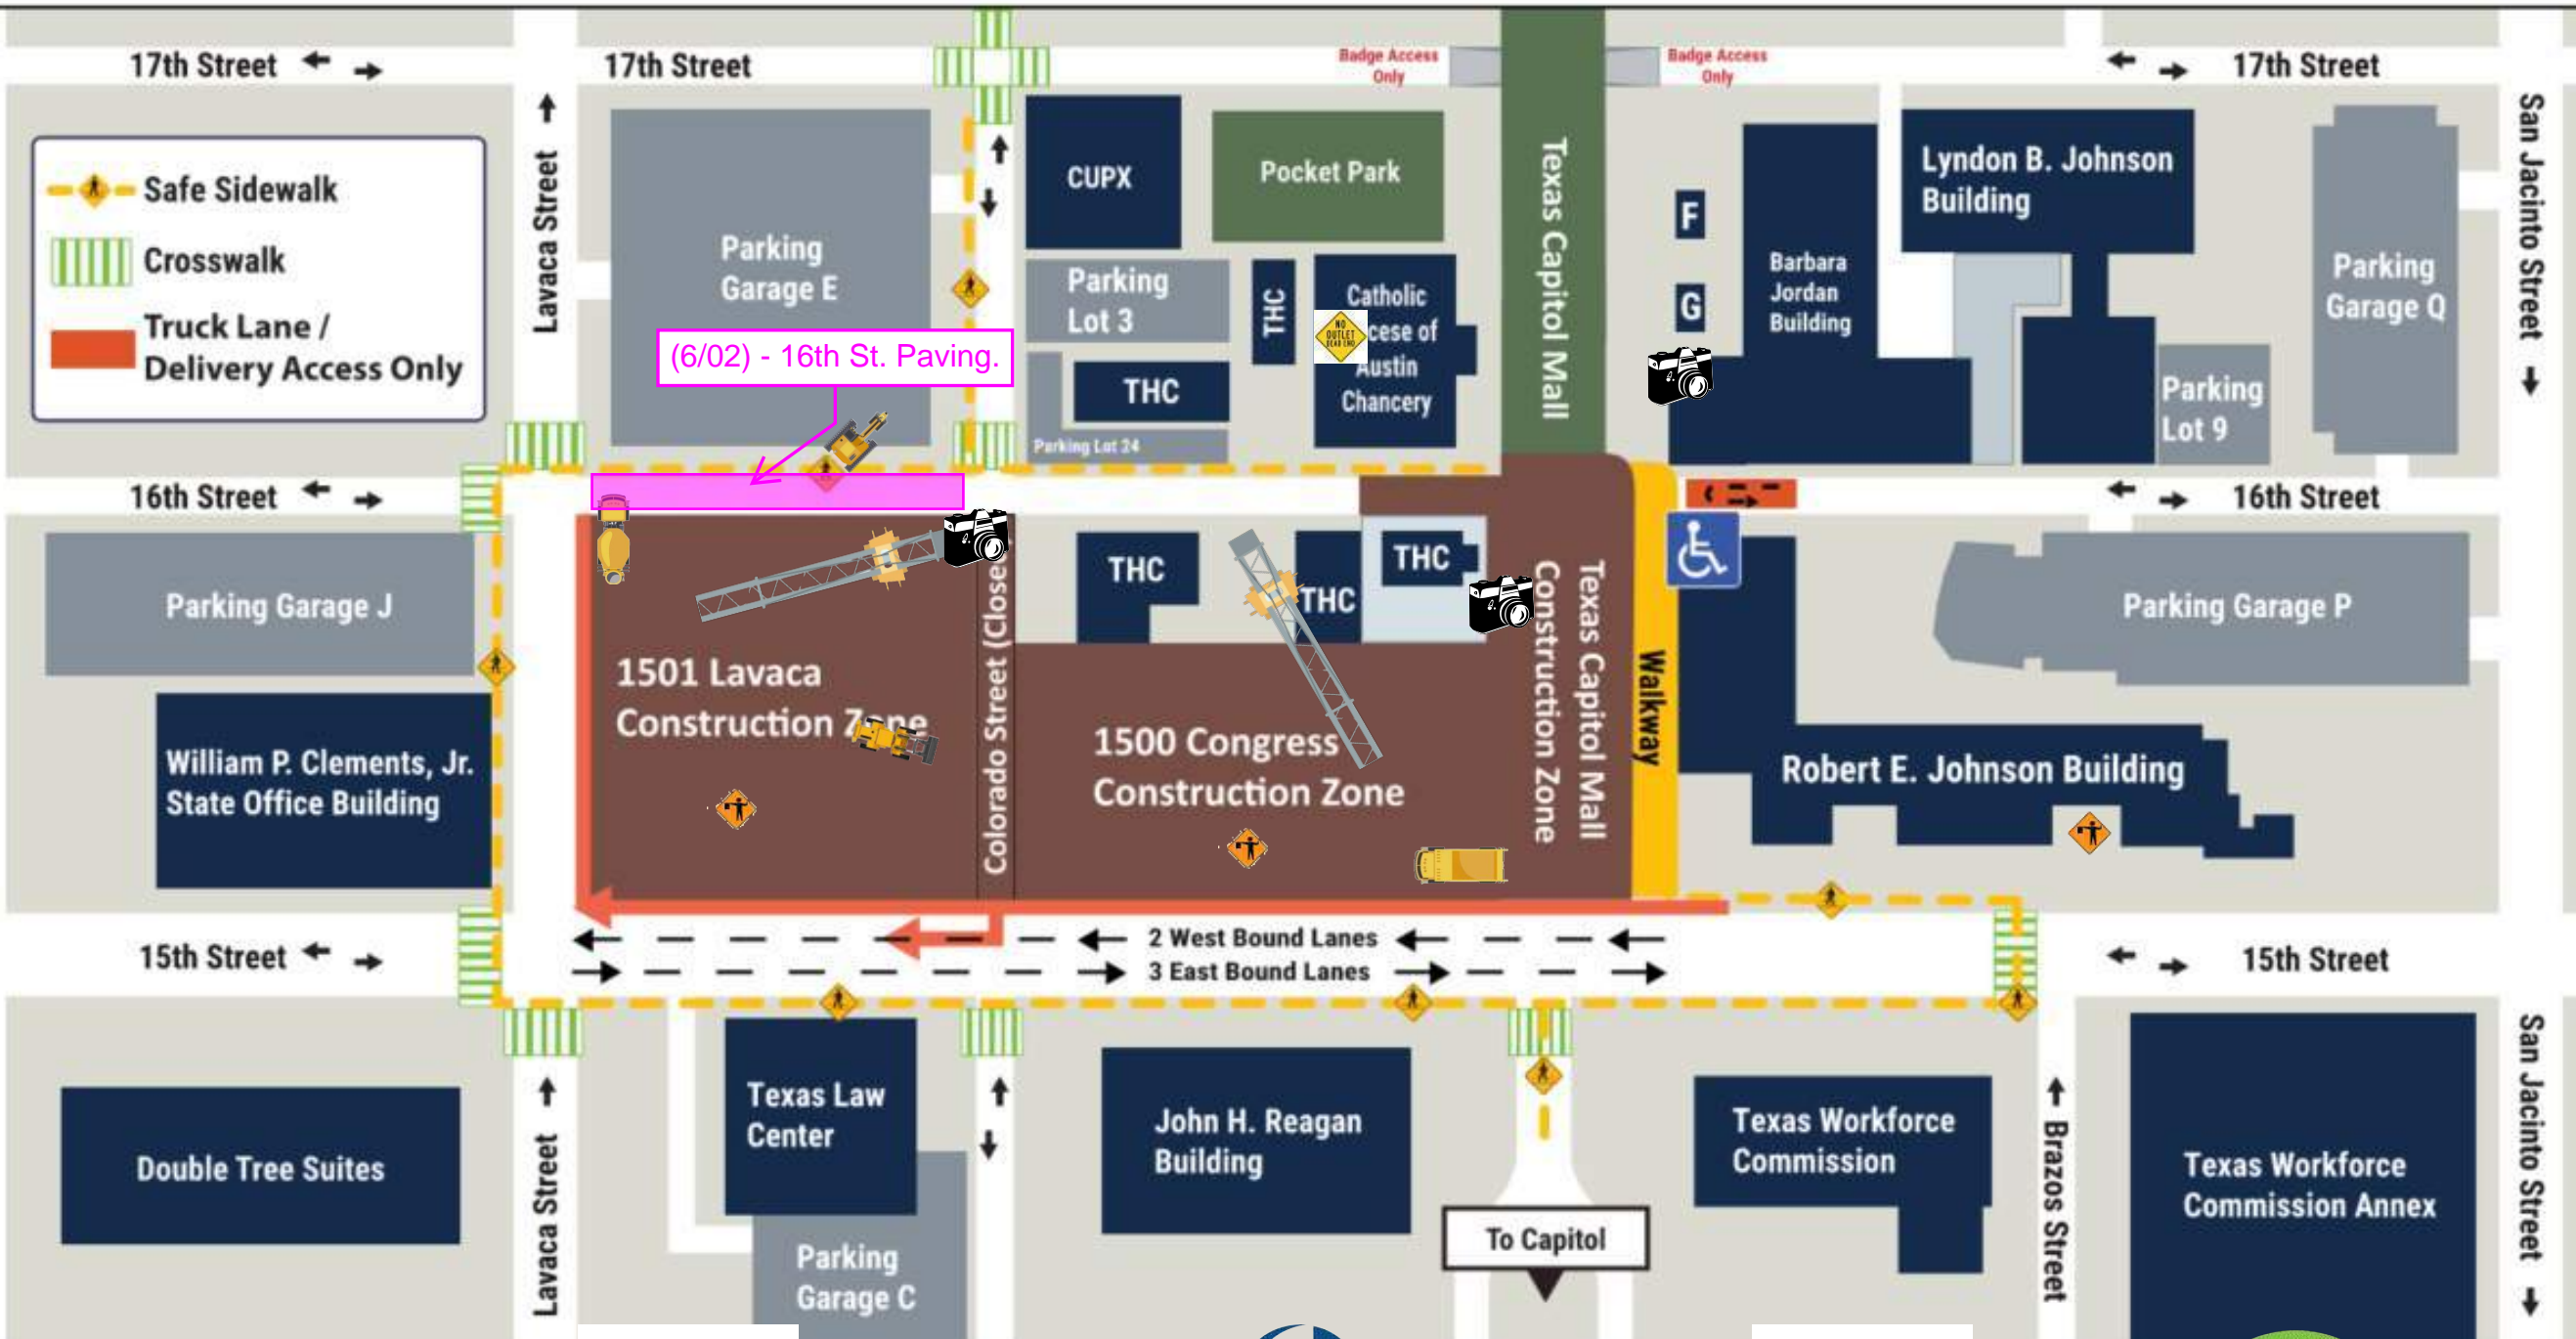 17th Street
17th Street
Badge Access
Only
Badge Access
Only
17th Street
Safe Sidewalk
Crosswalk
Truck Lane /
Delivery Access Only
Lavaca Street
Parking
Garage E
CUPX
Pocket Park
Parking
Lot 3
THC
Catholic
cese of
Austin
Chancery
NO
OUTLET
DEAD END
THC
Parking Lot 24
Texas Capitol Mall
F
G
Barbara
Jordan
Building
Lyndon B. Johnson
Building
Parking
Lot 9
Parking
Garage Q
San Jacinto Street
(6/02) - 16th St. Paving.
16th Street
16th Street
Parking Garage J
William P. Clements, Jr.
State Office Building
1501 Lavaca
Construction Zone
Colorado Street (Close
THC
THC
THC
1500 Congress
Construction Zone
Texas Capitol Mall
Construction Zone
Walkway
Parking Garage P
Robert E. Johnson Building
15th Street
2 West Bound Lanes
3 East Bound Lanes
15th Street
Double Tree Suites
Lavaca Street
Texas Law
Center
Parking
Garage C
John H. Reagan
Building
To Capitol
Texas Workforce
Commission
Brazos Street
Texas Workforce
Commission Annex
San Jacinto Street